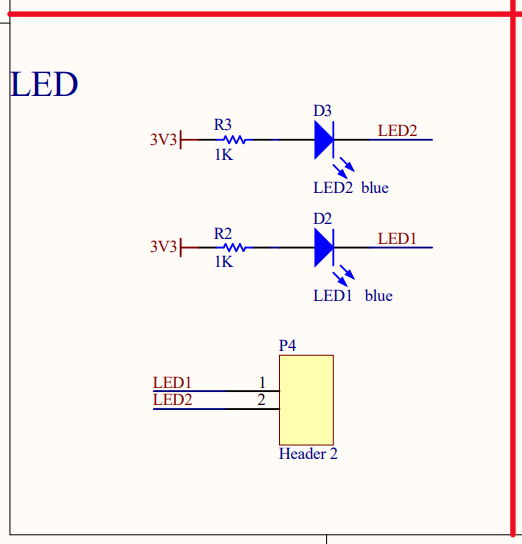 LED
D3
R3
LED2
3V3
1K
LED2 blue
D2
R2
LED1
3V3
1K
LED1 blue
P4
LED1 1
LED2 2
Header 2